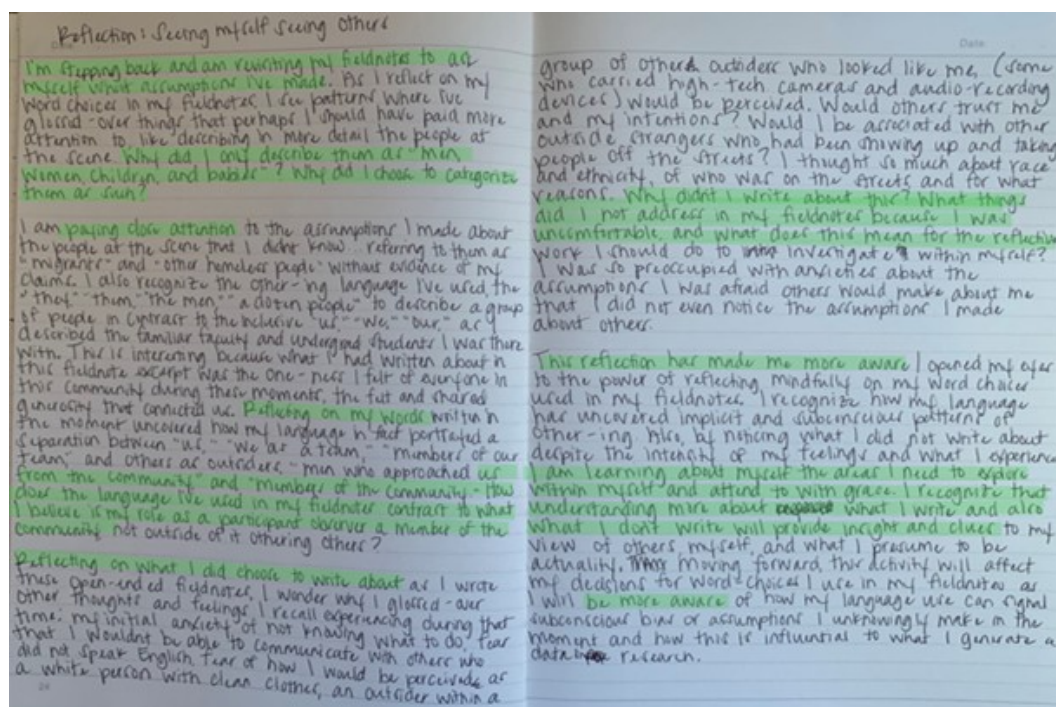 Reflection: Seeing myself seeing others
I'm stepping back and am revisiting my fieldnotes to ask
myself what assumptions I've made. As I reflect on my
word choices in my fieldnotes I see patterns where I've
glossed-over things that perhaps I should have paid more
attention to like describing in more detail the people at
the scene. Why did I only describe them as "men,
women, children, and babies"? Why did I choose to categorize
them as such?
I am paying close attention to the assumptions I made about
the people at the scene that I didn't know: referring to them as
"migrants" and "other homeless people" without evidence of my
claims. I also recognize the other-ing language I've used, the
"they" "them," "the men," "a dozen people" to describe a group
of people in contrast to the inclusive "us," "we," "our," as I
described the familiar faculty and undergrad students I was there
with. This is interesting because what I had written about in
this fieldnote excerpt was the one-ness I felt of everyone in
this community during these moments, the fun and shared
generosity that connected us. Reflecting on my words written in
the moment uncovered how my language in fact portrayed a
separation between "us," "we as a team," "members of our
team," and others as outsiders, "men who approached us
from the community" and "members of the community." How
does the language I've used in my fieldnotes contrast to what
I believe is my role as a participant observer a member of the
community not outside of it othering others?
Reflecting on what I did choose to write about as I wrote
these open-ended fieldnotes, I wonder why I glossed-over
other thoughts and feelings I recall experiencing during that
time: my initial anxiety of not knowing what to do, fear
that I wouldn't be able to communicate with others who
did not speak English, fear of how I would be perceived as
a white person with clean clothes, an outsider within a
Date
group of other outsiders who looked like me, (some
who carried high-tech cameras and audio-recording
devices) would be perceived. Would others trust me
and my intentions? Would I be associated with other
outside strangers who had been showing up and taking
people off the streets? I thought so much about race
and ethnicity, of who was on the streets and for what
reasons. Why didn't I write about this? What things
did I not address in my fieldnotes because I was
uncomfortable, and what does this mean for the reflective
work I should do to investigate within myself?
I was so preoccupied with anxieties about the
assumptions I was afraid others would make about me
that I did not even notice the assumptions I made
about others.
This reflection has made me more aware I opened my eyes
to the power of reflecting, mindfully on my word choices
used in my fieldnotes. I recognize how my language
has uncovered implicit and subconscious patterns of
other-ing. Also, by noticing what I did not write about
despite the intensity of my feelings and what I experience
I am learning about myself the areas I need to explore
within myself and attend to with grace. I recognize that
understanding more about what I write and also
what I don't write will provide insight and clues to my
view of others, myself, and what I presume to be
actuality. moving forward, this activity will affect
my decisions for word-choices I use in my fieldnotes as
I will be more aware of how my language use can signal
subconscious bias or assumptions I unknowingly make in the
moment and how this is influential to what I generate as
data research.